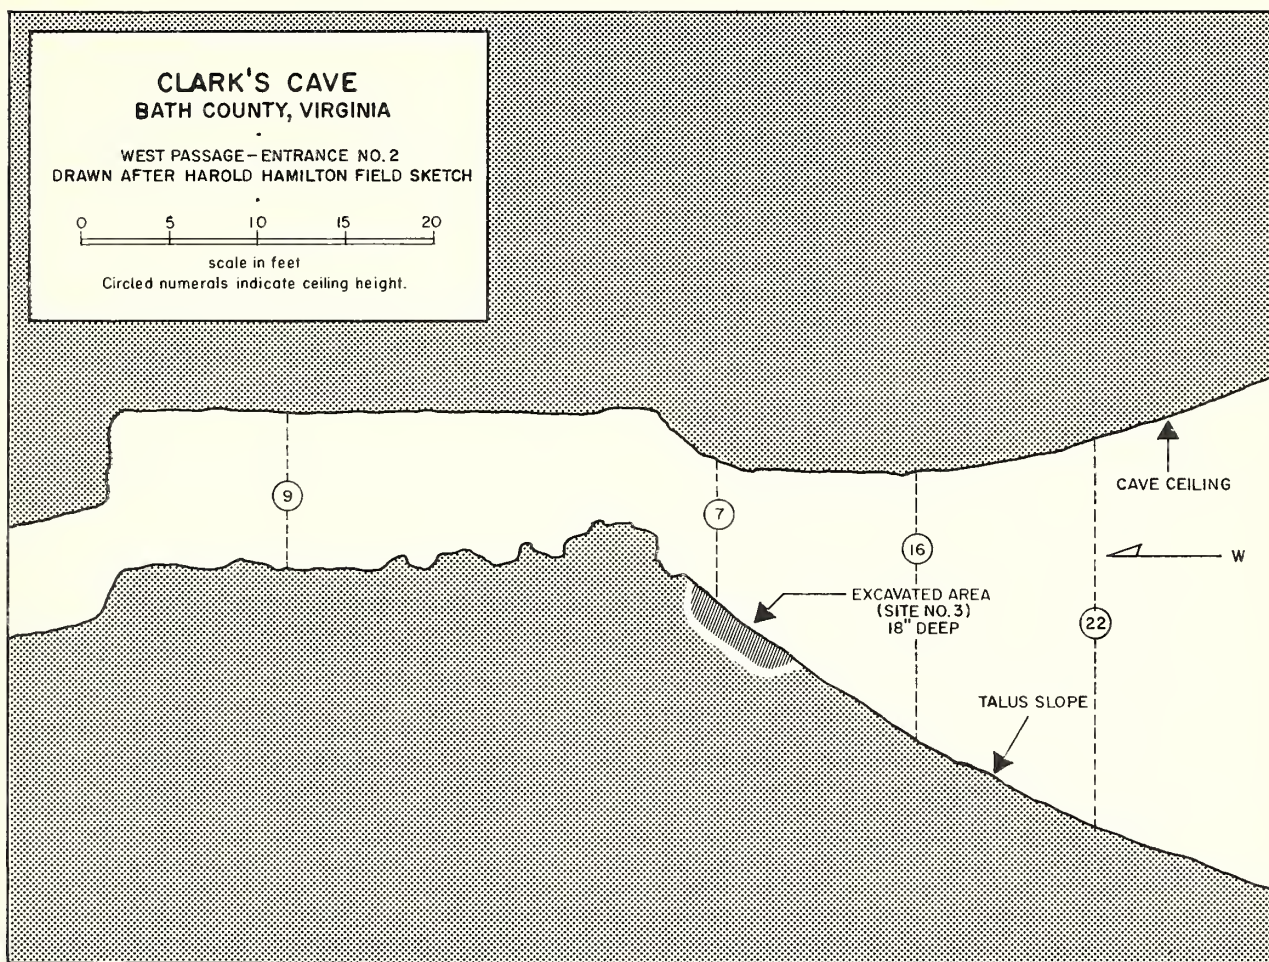 CLARK'S CAVE
BATH COUNTY, VIRGINIA
WEST PASSAGE-ENTRANCE NO.2
DRAWN AFTER HAROLD HAMILTON FIELD SKETCH
0 5 10 15 20
scale in feet
Circled numerals indicate ceiling height.
9
7
16
22
CAVE CEILING
W
EXCAVATED AREA
(SITE NO.3)
18" DEEP
TALUS SLOPE